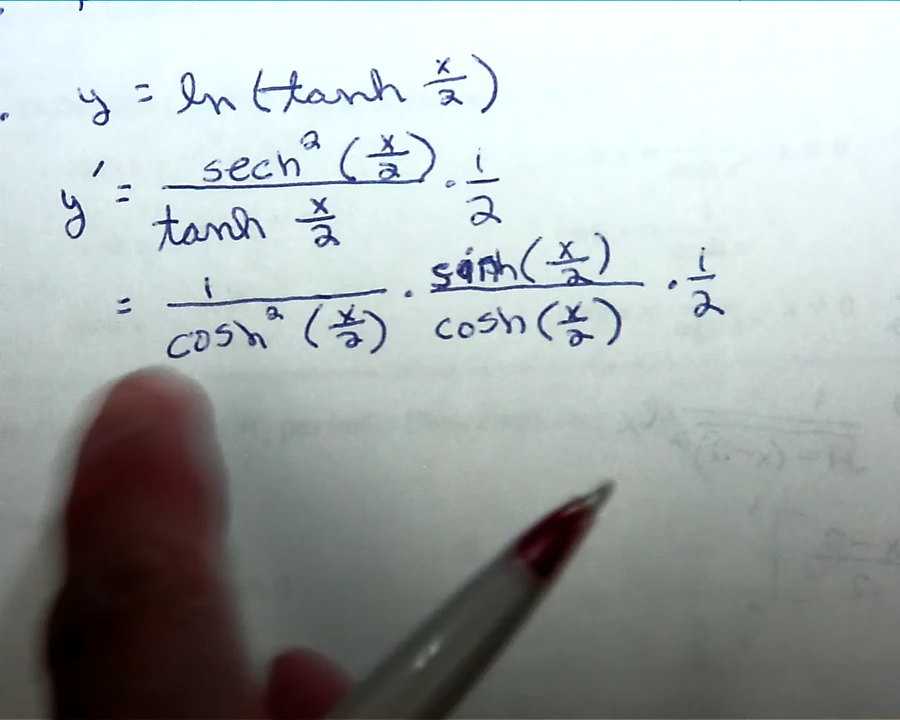 y = ln (tanh x/2)
y' = sech² (x/2) / tanh x/2 · 1/2
= 1 / cosh² (x/2) · sinh (x/2) / cosh (x/2) · 1/2